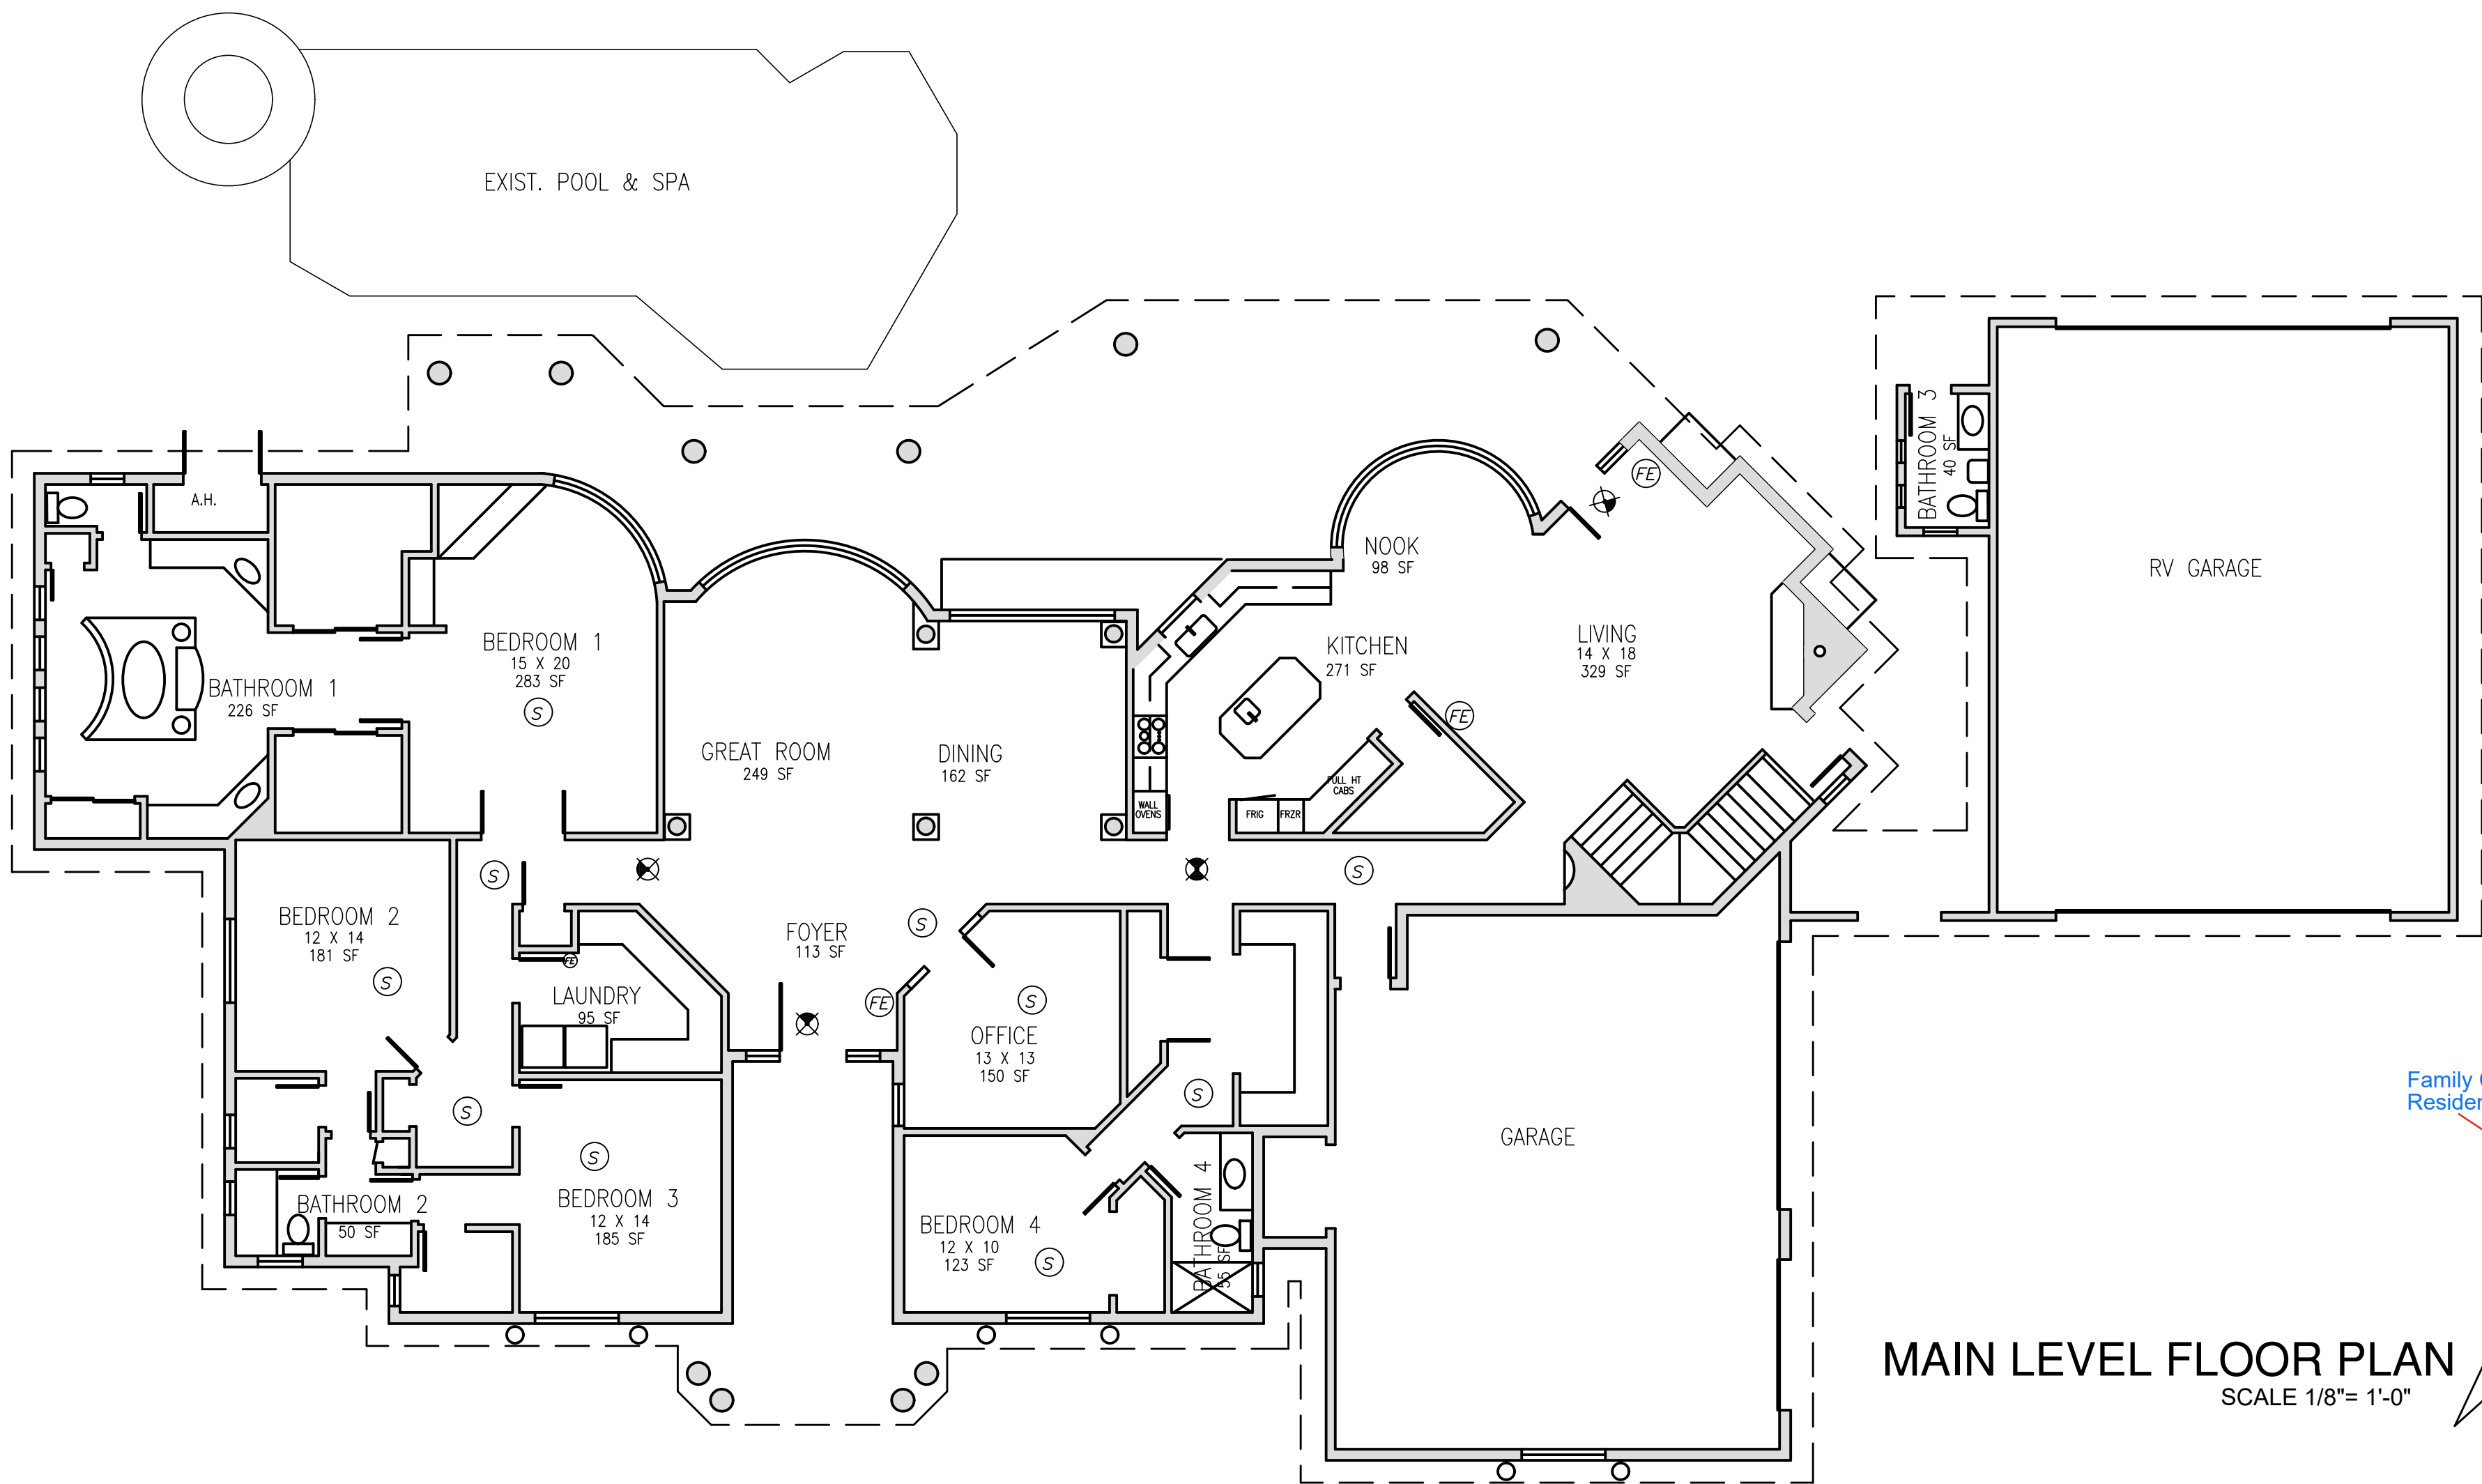 EXIST. POOL & SPA
A.H.
BATHROOM 3
40 SF
RV GARAGE
NOOK
98 SF
BEDROOM 1
15 X 20
283 SF
Ⓢ
LIVING
14 X 18
329 SF
KITCHEN
271 SF
BATHROOM 1
226 SF
FE
FE
GREAT ROOM
249 SF
DINING
162 SF
FULL HT
CABS
WALL
OVENS
FRIG
FRZR
S
S
BEDROOM 2
12 X 14
181 SF
S
FOYER
113 SF
S
FE
LAUNDRY
95 SF
FE
S
OFFICE
13 X 13
150 SF
S
S
GARAGE
S
BEDROOM 3
12 X 14
185 SF
BATHROOM 2
50 SF
BEDROOM 4
12 X 10
123 SF
S
BATHROOM 4
55 SF
MAIN LEVEL FLOOR PLAN
SCALE 1/8"= 1'-0"
Family